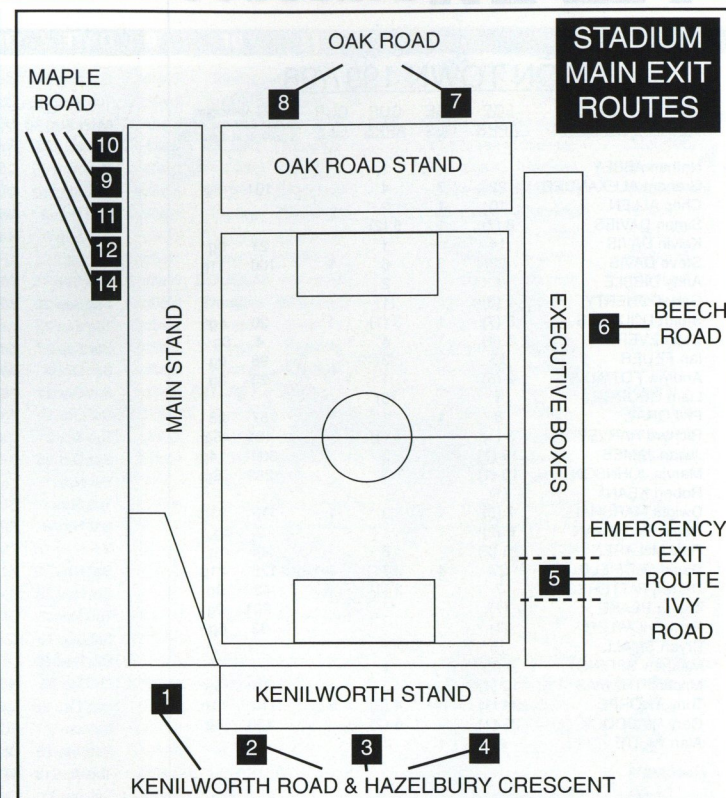 STADIUM
MAIN EXIT
ROUTES
OAK ROAD
MAPLE
ROAD
8
7
10
9
11
12
14
OAK ROAD STAND
MAIN STAND
EXECUTIVE BOXES
6
BEECH
ROAD
EMERGENCY
EXIT
5
ROUTE
IVY
ROAD
KENILWORTH STAND
1
2
3
4
KENILWORTH ROAD & HAZELBURY CRESCENT